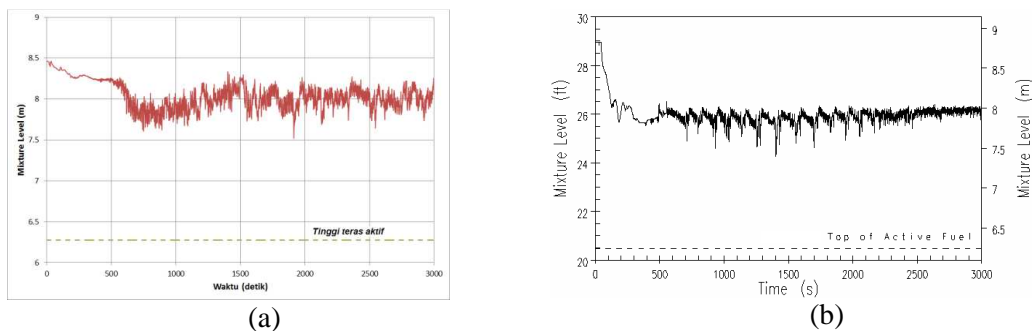 9
8.5
8
7.5
7
6.5
6
Mixture Level (m)
Tinggi teras aktif
0 500 1000 1500 2000 2500 3000
Waktu (detik)
(a)
30
28
26
24
22
20
Mixture Level (ft)
Top of Active Fuel
9
8.5
8
7.5
7
6.5
Mixture Level (m)
0 500 1000 1500 2000 2500 3000
Time (s)
(b)